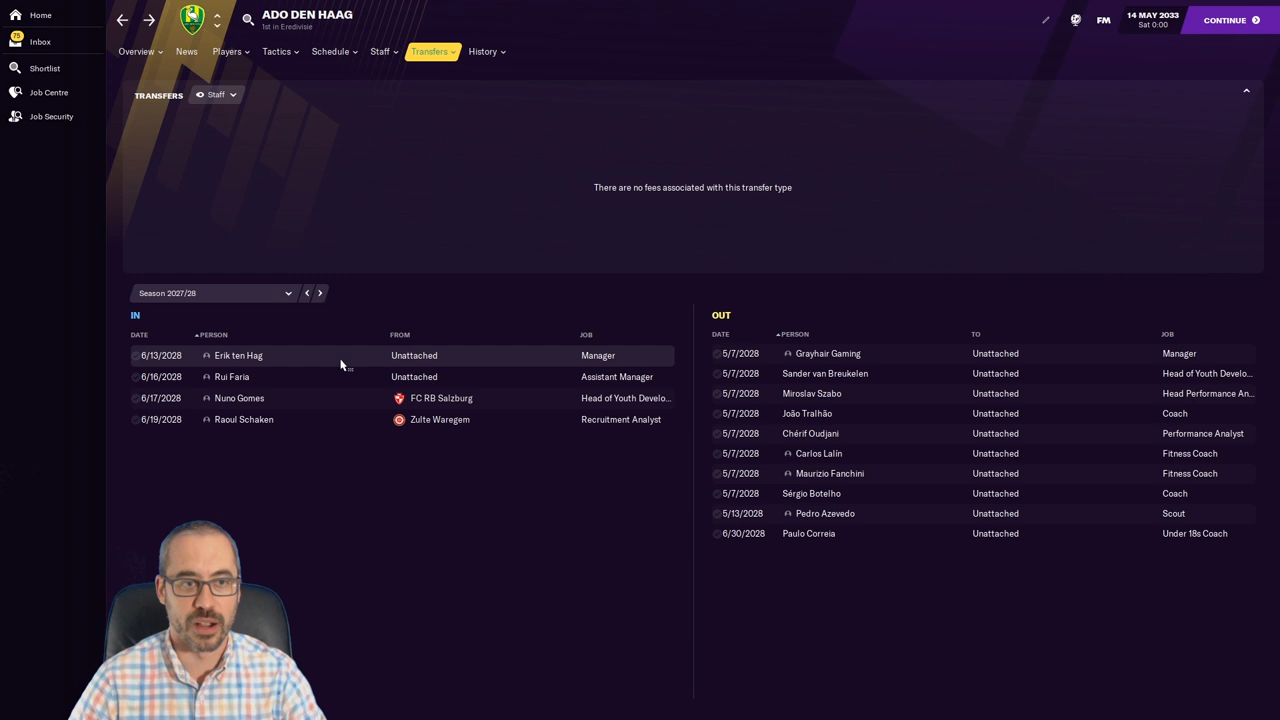 Home
75
Inbox
Shortlist
Job Centre
Job Security
ADO DEN HAAG
1st in Eredivisie
FM
14 MAY 2033
Sat 0:00
CONTINUE
Overview
News
Players
Tactics
Schedule
Staff
Transfers
History
TRANSFERS
Staff
There are no fees associated with this transfer type
Season 2027/28
IN
DATE PERSON FROM JOB
6/13/2028 Erik ten Hag Unattached Manager
6/16/2028 Rui Faria Unattached Assistant Manager
6/17/2028 Nuno Gomes FC RB Salzburg Head of Youth Develo...
6/19/2028 Raoul Schaken Zulte Waregem Recruitment Analyst
OUT
DATE PERSON TO JOB
5/7/2028 Grayhair Gaming Unattached Manager
5/7/2028 Sander van Breukelen Unattached Head of Youth Develo...
5/7/2028 Miroslav Szabo Unattached Head Performance An...
5/7/2028 João Tralhão Unattached Coach
5/7/2028 Chérif Oudjani Unattached Performance Analyst
5/7/2028 Carlos Lalín Unattached Fitness Coach
5/7/2028 Maurizio Fanchini Unattached Fitness Coach
5/7/2028 Sérgio Botelho Unattached Coach
5/13/2028 Pedro Azevedo Unattached Scout
6/30/2028 Paulo Correia Unattached Under 18s Coach